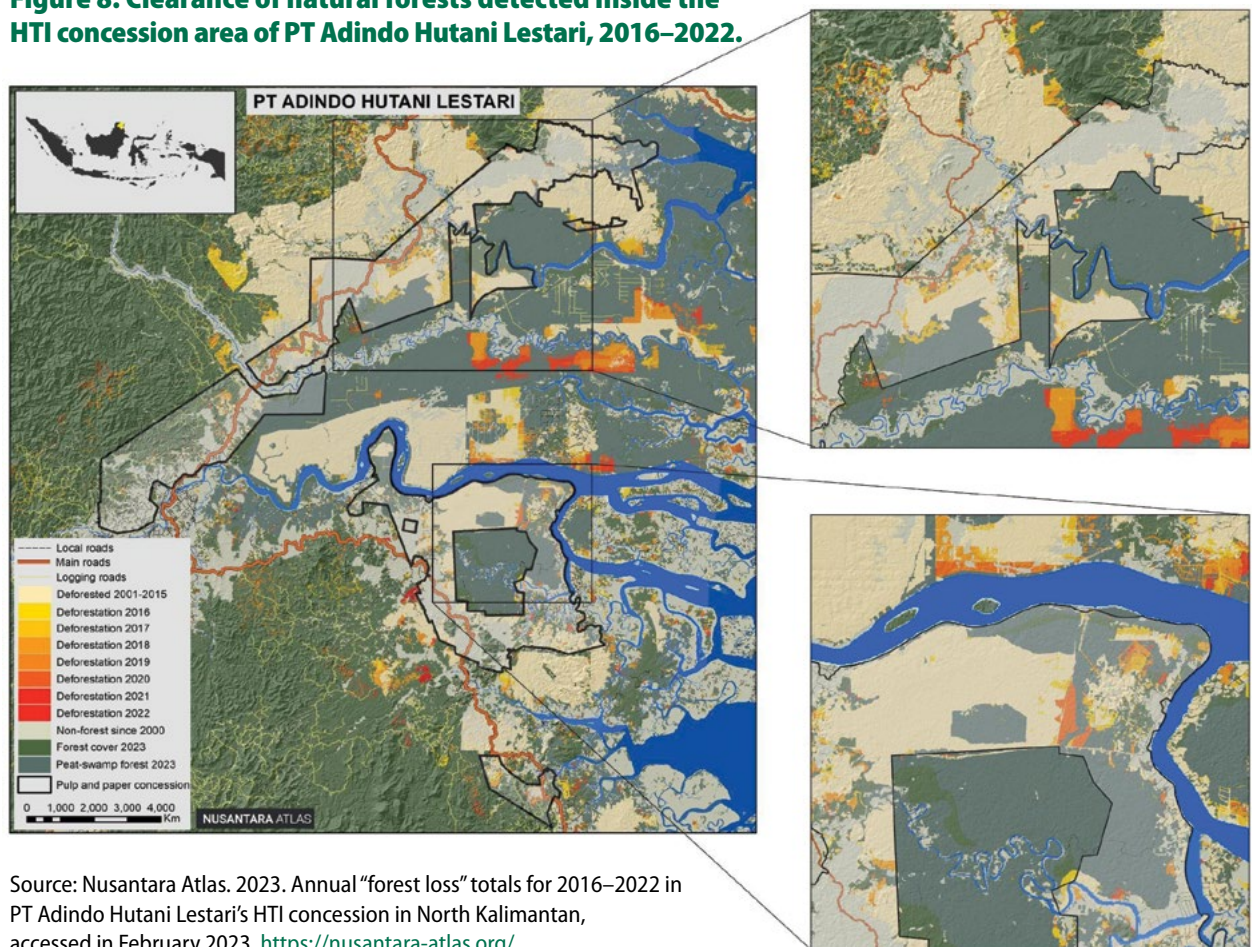 Figure 8. Clearance of natural forests detected inside the
HTI concession area of PT Adindo Hutani Lestari, 2016–2022.
PT ADINDO HUTANI LESTARI
Local roads
Main roads
Logging roads
Deforested 2001-2015
Deforestation 2016
Deforestation 2017
Deforestation 2018
Deforestation 2019
Deforestation 2020
Deforestation 2021
Deforestation 2022
Non-forest since 2000
Forest cover 2023
Peat-swamp forest 2023
Pulp and paper concession
0 1,000 2,000 3,000 4,000
Km
NUSANTARA ATLAS
Source: Nusantara Atlas. 2023. Annual “forest loss” totals for 2016–2022 in
PT Adindo Hutani Lestari’s HTI concession in North Kalimantan,
accessed in February 2023. https://nusantara-atlas.org/